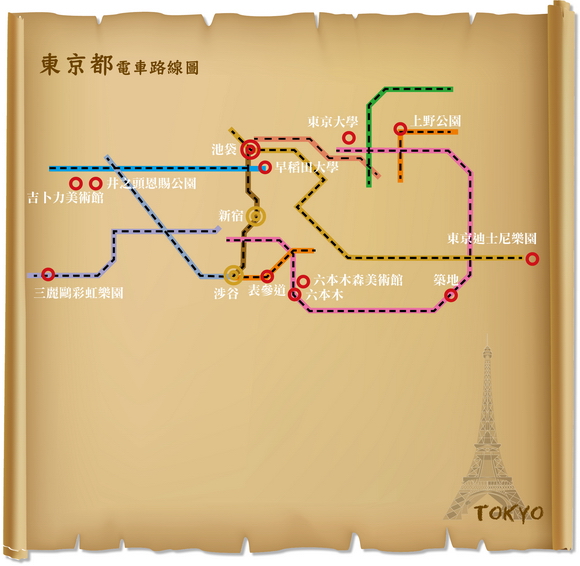 東京都電車路線圖
東京大學
上野公園
池袋
早稻田大學
井之頭恩賜公園
吉卜力美術館
新宿
東京迪士尼樂園
六本木森美術館
築地
三麗鷗彩虹樂園
涉谷
表參道
六本木
TOKYO